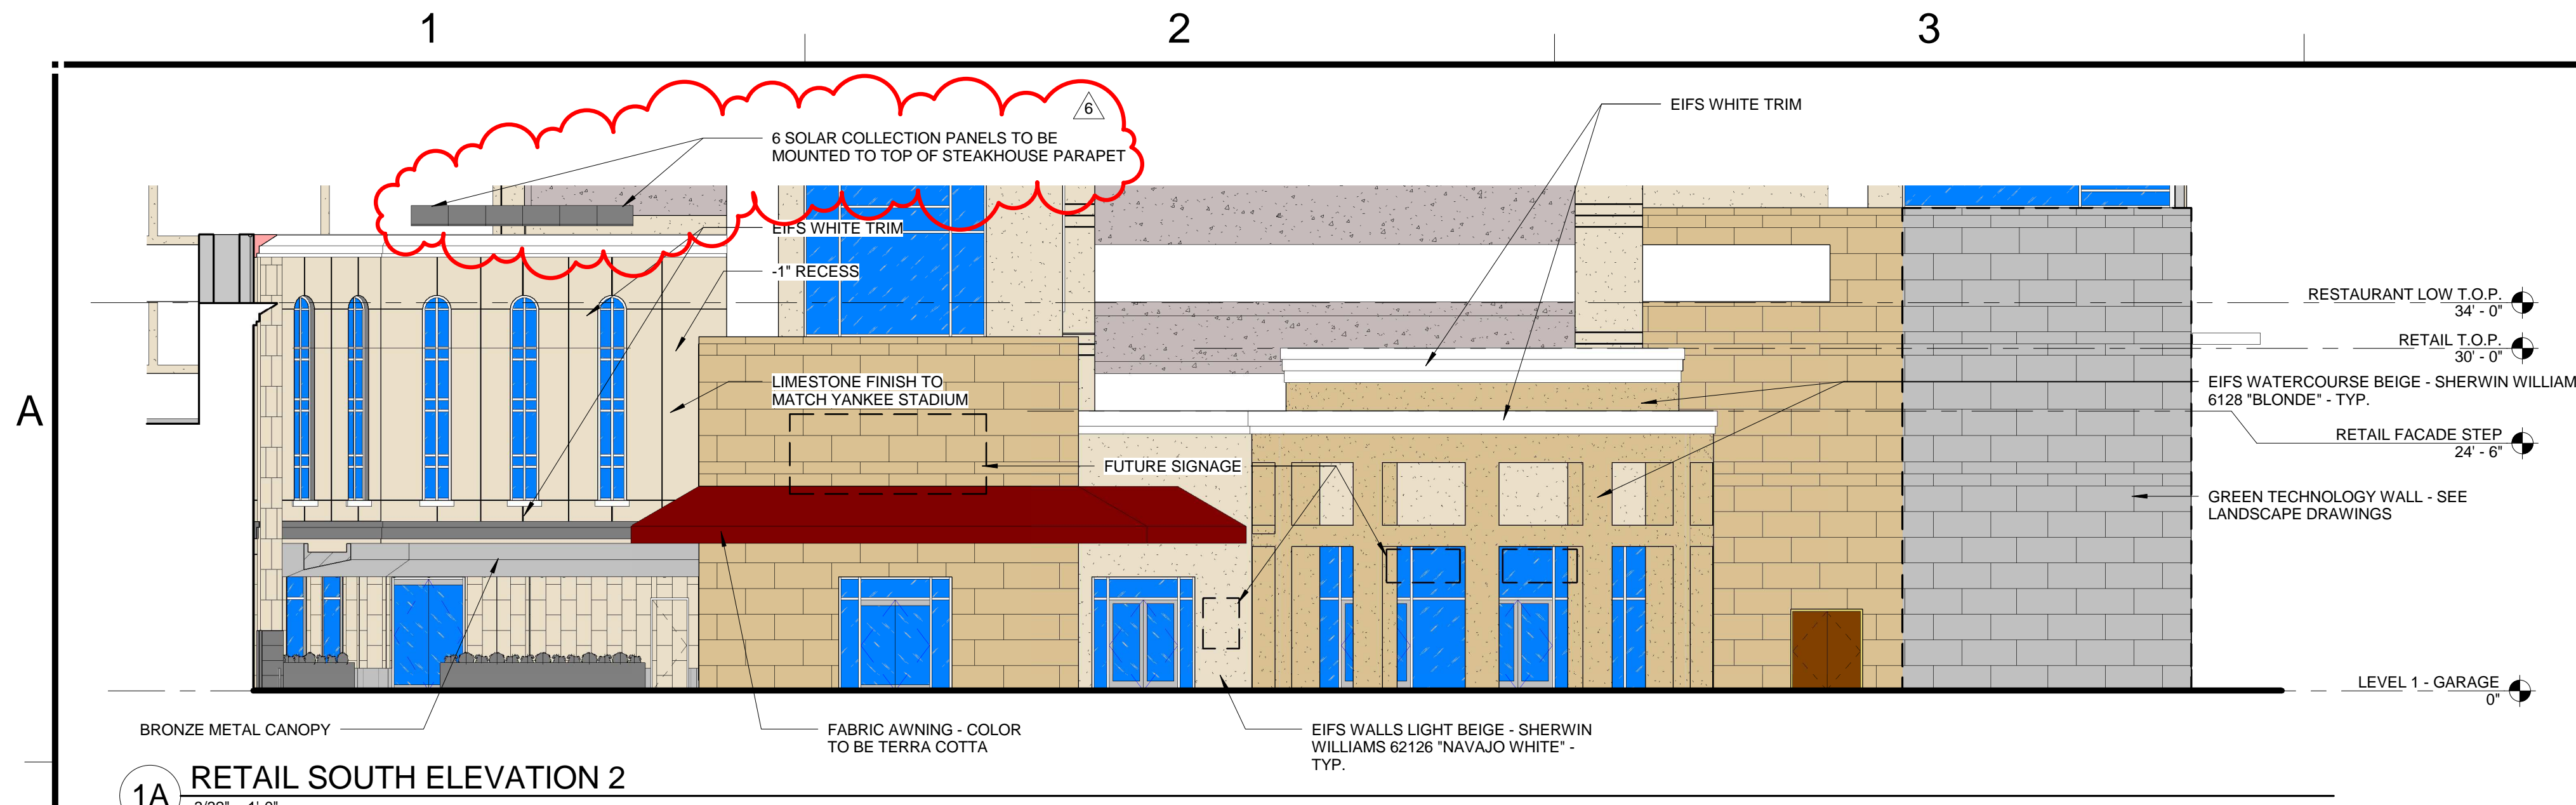 1
2
3
A
6
6 SOLAR COLLECTION PANELS TO BE
MOUNTED TO TOP OF STEAKHOUSE PARAPET
EIFS WHITE TRIM
EIFS WHITE TRIM
-1" RECESS
RESTAURANT LOW T.O.P.
34' - 0"
RETAIL T.O.P.
30' - 0"
LIMESTONE FINISH TO
MATCH YANKEE STADIUM
EIFS WATERCOURSE BEIGE - SHERWIN WILLIAM
6128 "BLONDE" - TYP.
RETAIL FACADE STEP
24' - 6"
FUTURE SIGNAGE
GREEN TECHNOLOGY WALL - SEE
LANDSCAPE DRAWINGS
LEVEL 1 - GARAGE
0"
BRONZE METAL CANOPY
FABRIC AWNING - COLOR
TO BE TERRA COTTA
EIFS WALLS LIGHT BEIGE - SHERWIN
WILLIAMS 62126 "NAVAJO WHITE" -
TYP.
1A
RETAIL SOUTH ELEVATION 2